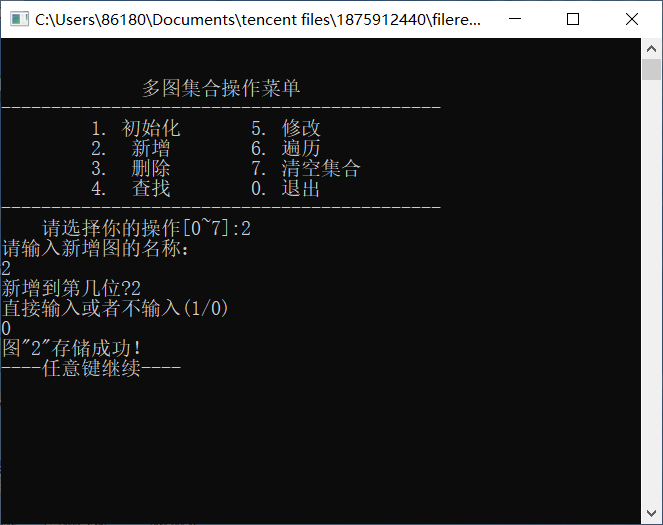 C:\Users\86180\Documents\tencent files\1875912440\filere...
多图集合操作菜单
--------------------------------------------
1. 初始化 5. 修改
2. 新增 6. 遍历
3. 删除 7. 清空集合
4. 查找 0. 退出
--------------------------------------------
请选择你的操作[0~7]:2
请输入新增图的名称:
2
新增到第几位?2
直接输入或者不输入(1/0)
0
图"2"存储成功!
----任意键继续----